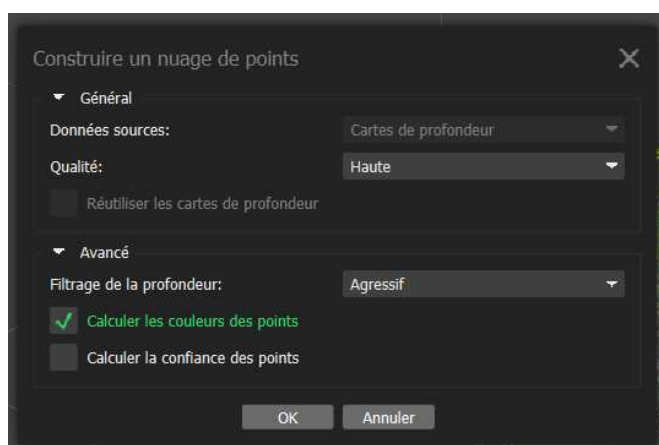 Construire un nuage de points
Général
Données sources: Cartes de profondeur
Qualité: Haute
Réutiliser les cartes de profondeur
Avancé
Filtrage de la profondeur: Agressif
Calculer les couleurs des points
Calculer la confiance des points
OK Annuler